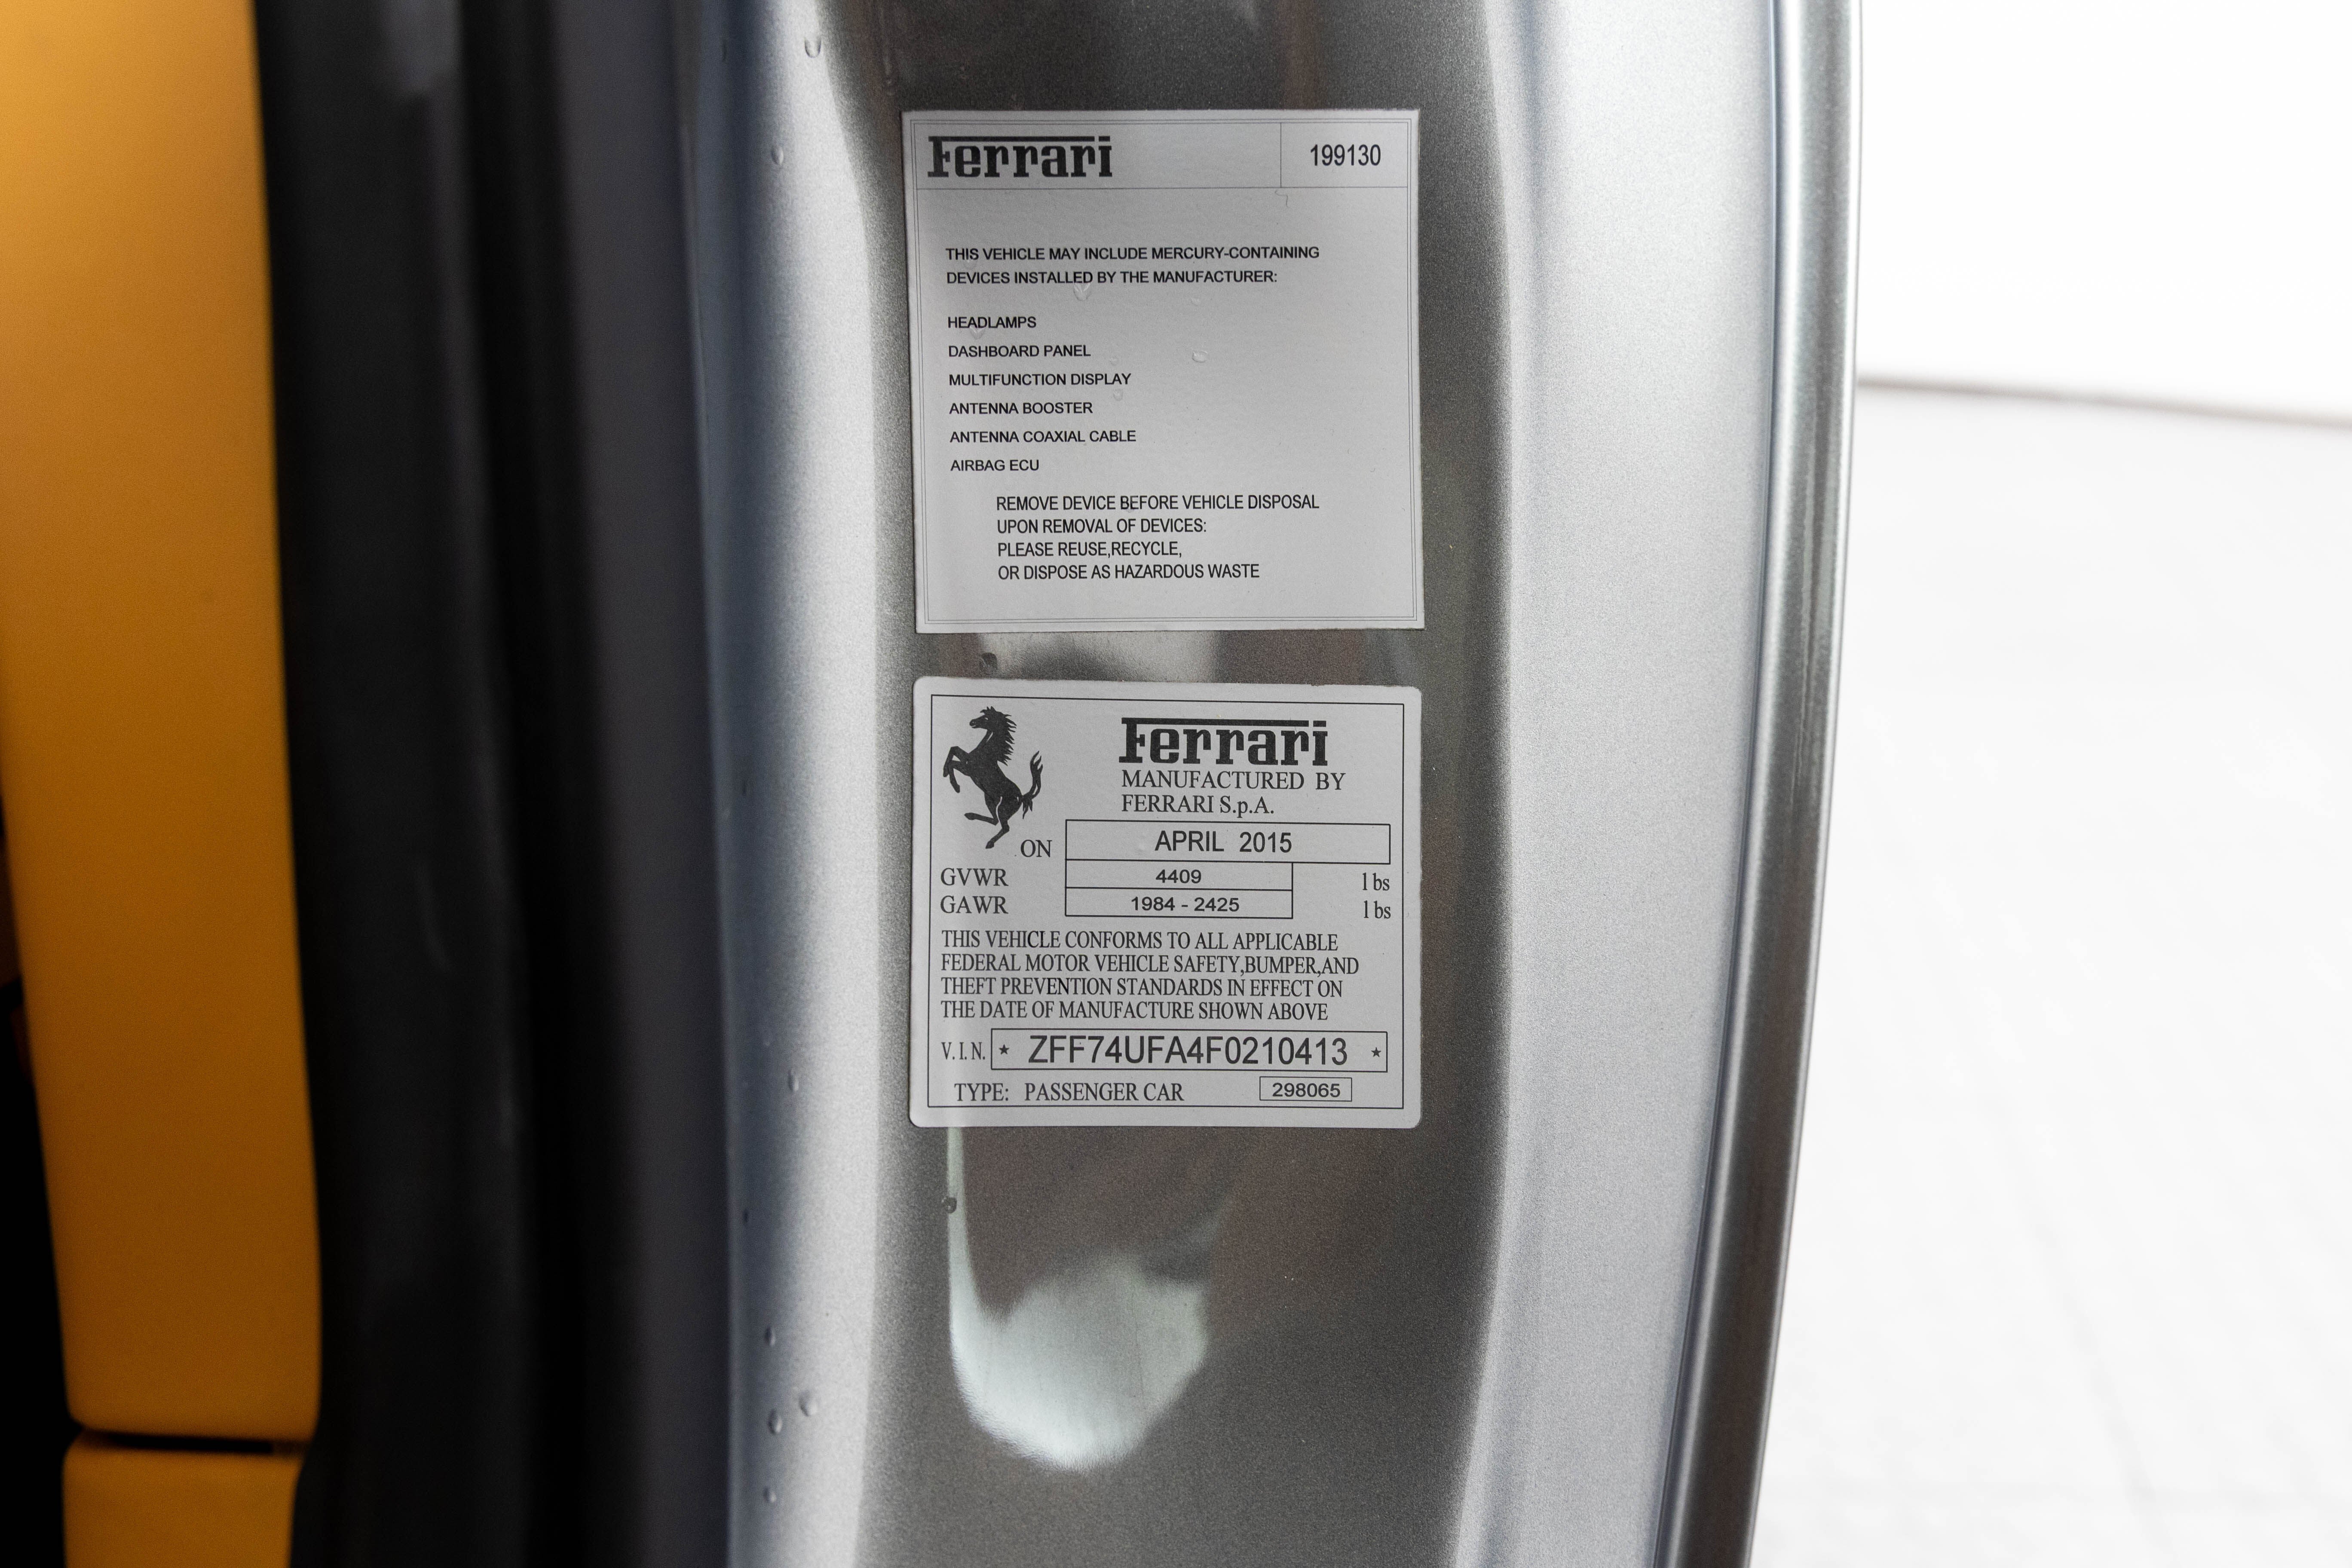 Ferrari 199130
THIS VEHICLE MAY INCLUDE MERCURY-CONTAINING
DEVICES INSTALLED BY THE MANUFACTURER:
HEADLAMPS
DASHBOARD PANEL
MULTIFUNCTION DISPLAY
ANTENNA BOOSTER
ANTENNA COAXIAL CABLE
AIRBAG ECU
REMOVE DEVICE BEFORE VEHICLE DISPOSAL
UPON REMOVAL OF DEVICES:
PLEASE REUSE,RECYCLE,
OR DISPOSE AS HAZARDOUS WASTE
Ferrari
MANUFACTURED BY
FERRARI S.p.A.
ON APRIL 2015
GVWR 4409 lbs
GAWR 1984 - 2425 lbs
THIS VEHICLE CONFORMS TO ALL APPLICABLE
FEDERAL MOTOR VEHICLE SAFETY,BUMPER,AND
THEFT PREVENTION STANDARDS IN EFFECT ON
THE DATE OF MANUFACTURE SHOWN ABOVE
V.I.N. ★ ZFF74UFA4F0210413 ★
TYPE: PASSENGER CAR 298065